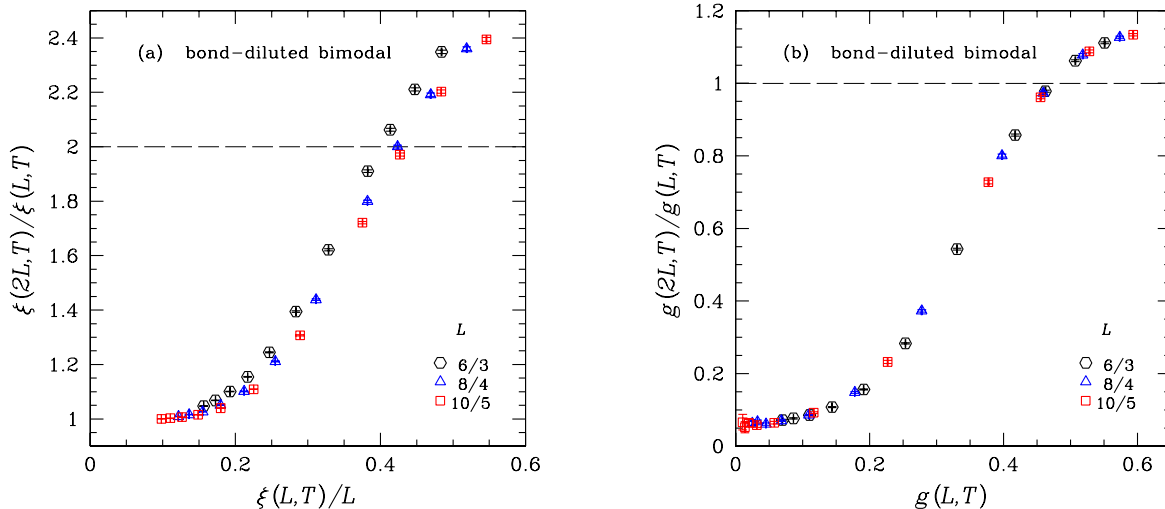 (a) bond-diluted bimodal
2.4
2.2
2
1.8
1.6
1.4
1.2
1
ξ(2L,T)/ξ(L,T)
L
6/3
8/4
10/5
0 0.2 0.4 0.6
ξ(L,T)/L
(b) bond-diluted bimodal
1.2
1
0.8
0.6
0.4
0.2
0
g(2L,T)/g(L,T)
L
6/3
8/4
10/5
0 0.2 0.4 0.6
g(L,T)